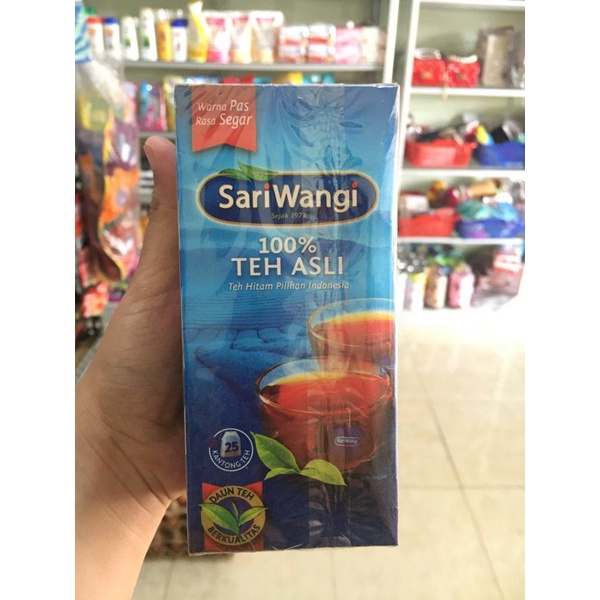 Warna Pas
Rasa Segar
SariWangi
Sejak 1973
100%
TEH ASLI
Teh Hitam Pilihan Indonesia
SariWangi
25
KANTONG TEH
DAUN TEH
BERKUALITAS